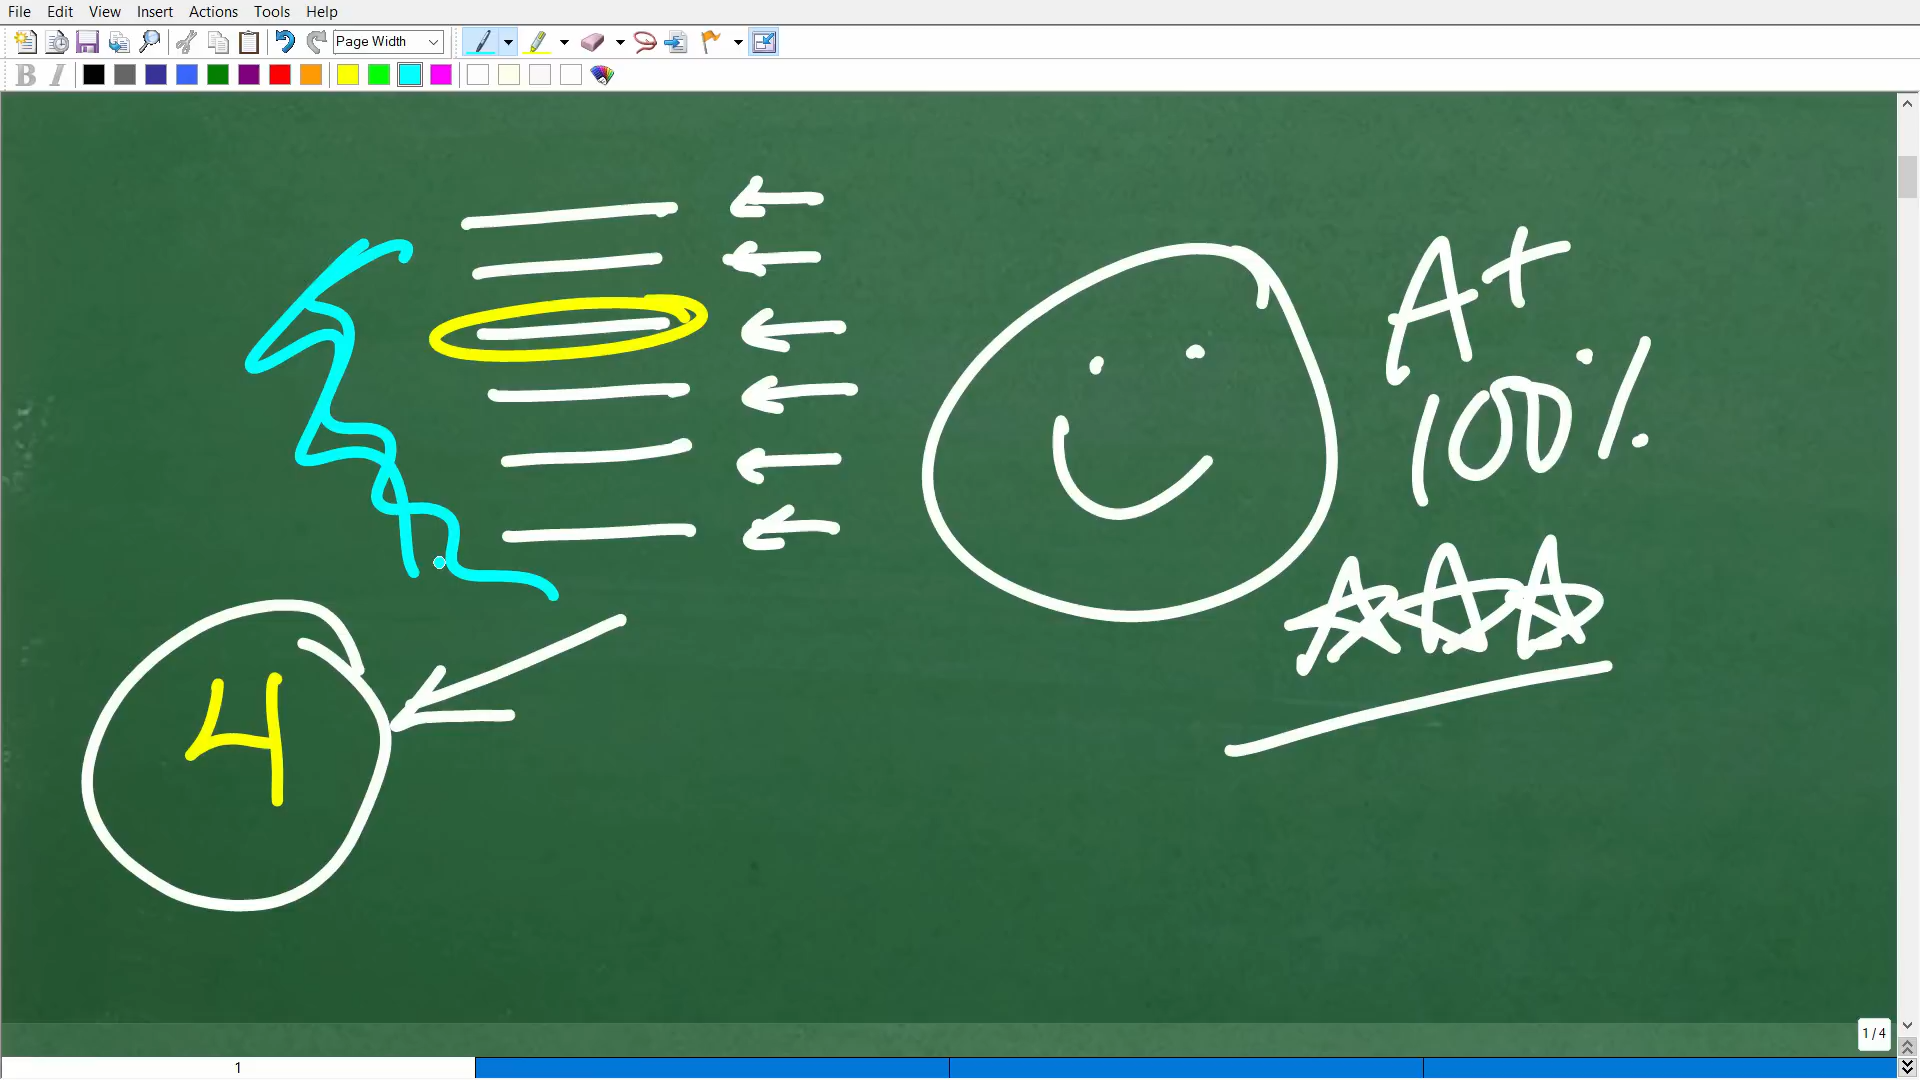 File Edit View Insert Actions Tools Help
Page Width
B I
A+
100%
4
1/4
1